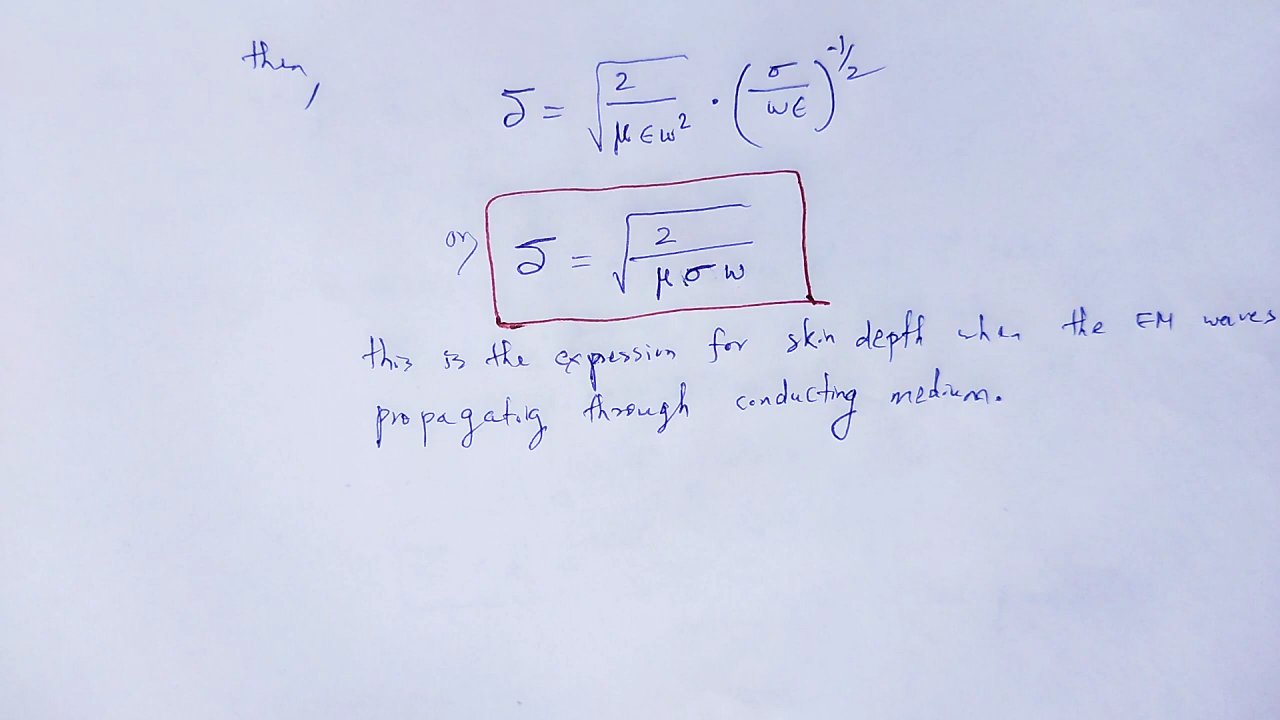 then,
δ = √(2/μϵω²) · (σ/ωϵ)^(-1/2)
or, δ = √(2/μσω)
this is the expression for skin depth when the EM waves
propagating through conducting medium.